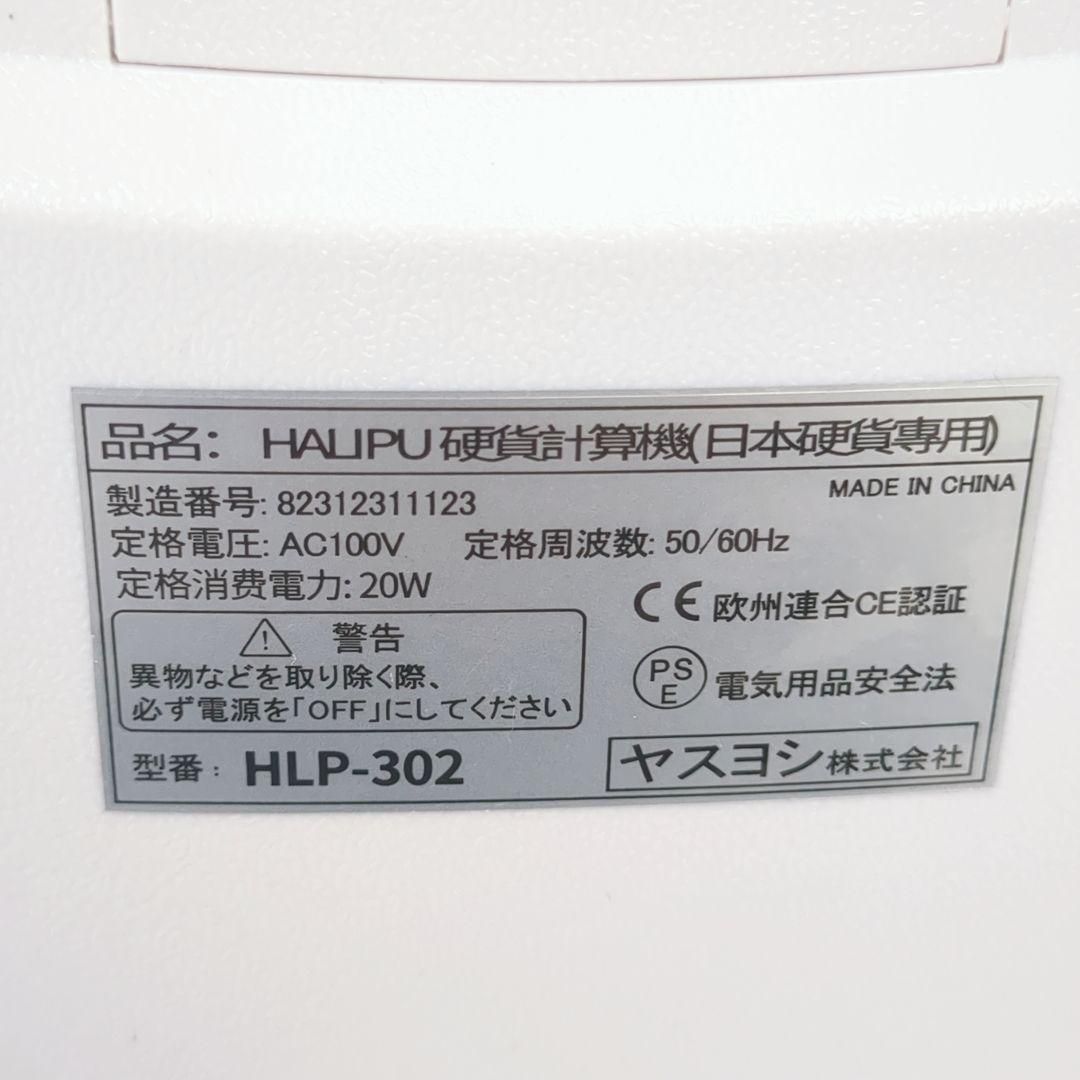 品名: HALIPU 硬貨計算機(日本硬貨専用)
MADE IN CHINA
製造番号: 82312311123
定格電圧: AC100V 定格周波数: 50/60Hz
定格消费電力: 20W
CE 欧州連合CE認証
警告
異物などを取り除く際、
必ず電源を「OFF」にしてください
PSE 電気用品安全法
型番: HLP-302
ヤスヨシ株式会社